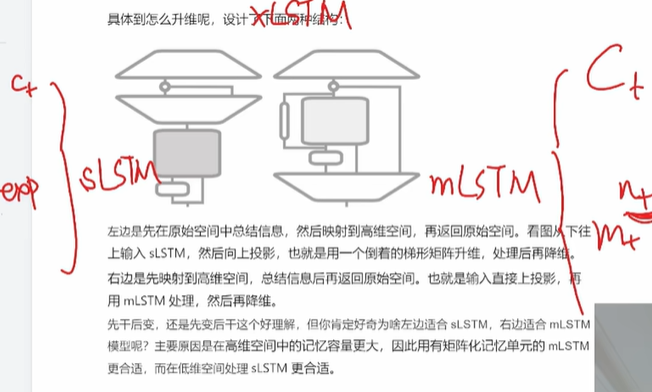 具体到怎么升维呢，设计了下面两种结构：
xLSTM
Ct
exp
sLSTM
mLSTM
Ct
nt
mt
左边是先在原始空间中总结信息，然后映射到高维空间，再返回原始空间。看图从下往
上输入 sLSTM，然后向上投影，也就是用一个倒着的梯形矩阵升维，处理后再降维。
右边是先映射到高维空间，总结信息后再返回原始空间。也就是输入直接上投影，再
用 mLSTM 处理，然后再降维。
先干后变，还是先变后干这个好理解，但你肯定好奇为啥左边适合 sLSTM，右边适合 mLSTM
模型呢？主要原因是在高维空间中的记忆容量更大，因此用有矩阵化记忆单元的 mLSTM
更合适，而在低维空间处理 sLSTM 更合适。